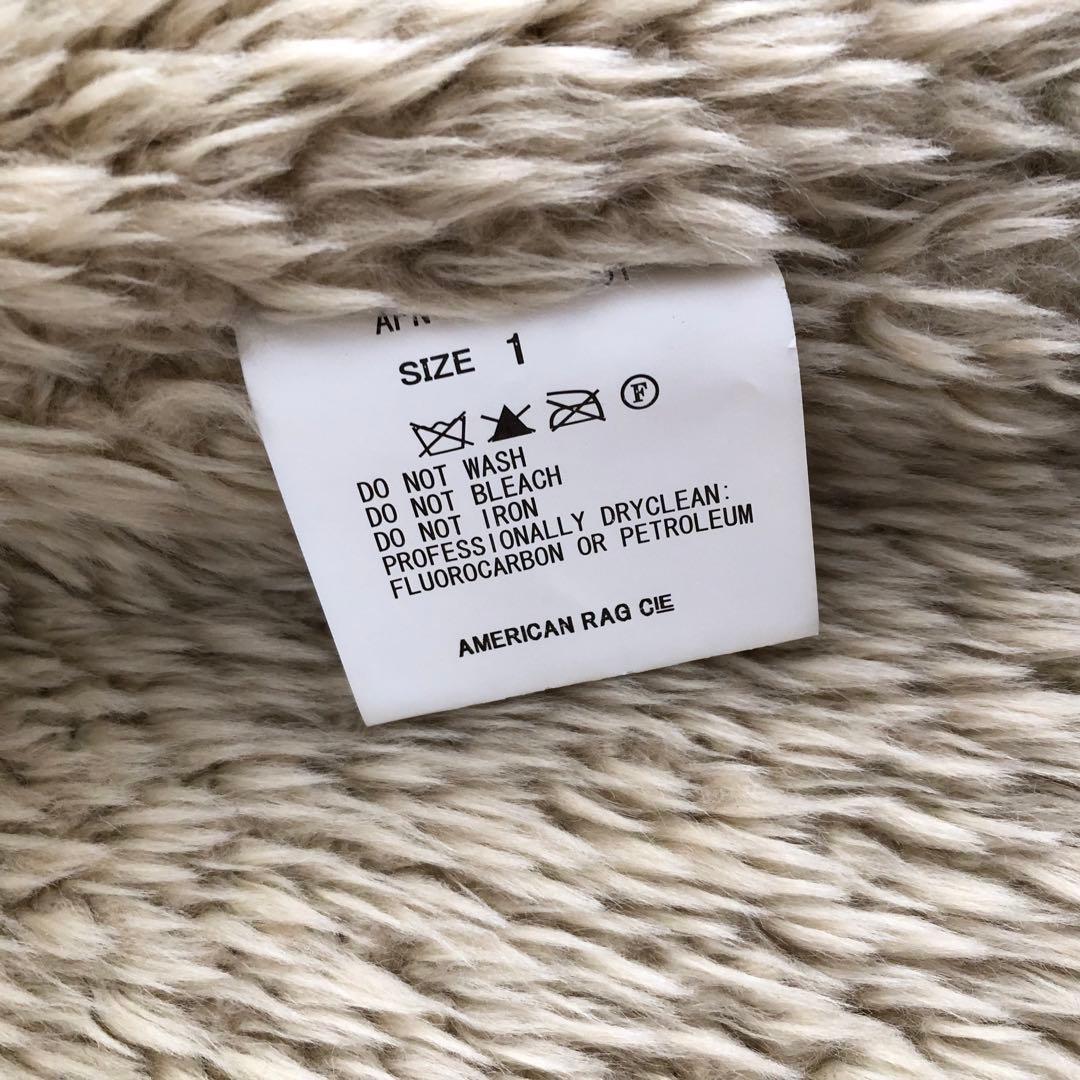 SIZE 1
F
DO NOT WASH
DO NOT BLEACH
DO NOT IRON
PROFESSIONALLY DRYCLEAN:
FLUOROCARBON OR PETROLEUM
AMERICAN RAG CIE